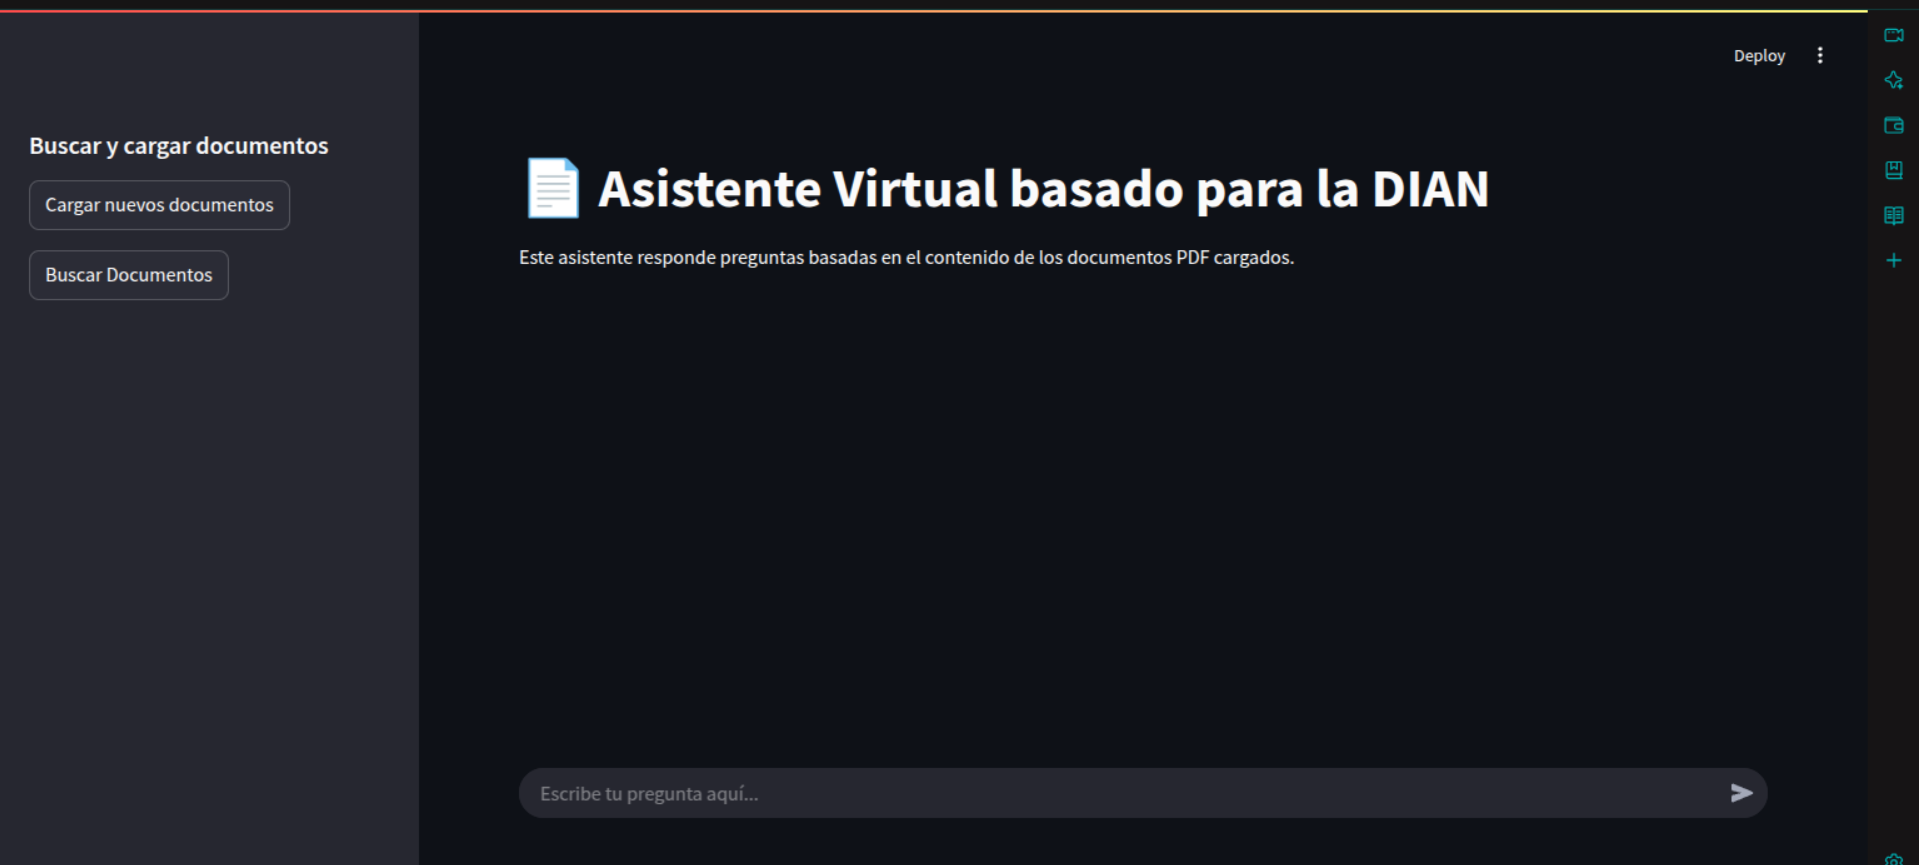 Deploy
Buscar y cargar documentos
Cargar nuevos documentos
Buscar Documentos
Asistente Virtual basado para la DIAN
Este asistente responde preguntas basadas en el contenido de los documentos PDF cargados.
Escribe tu pregunta aquí...